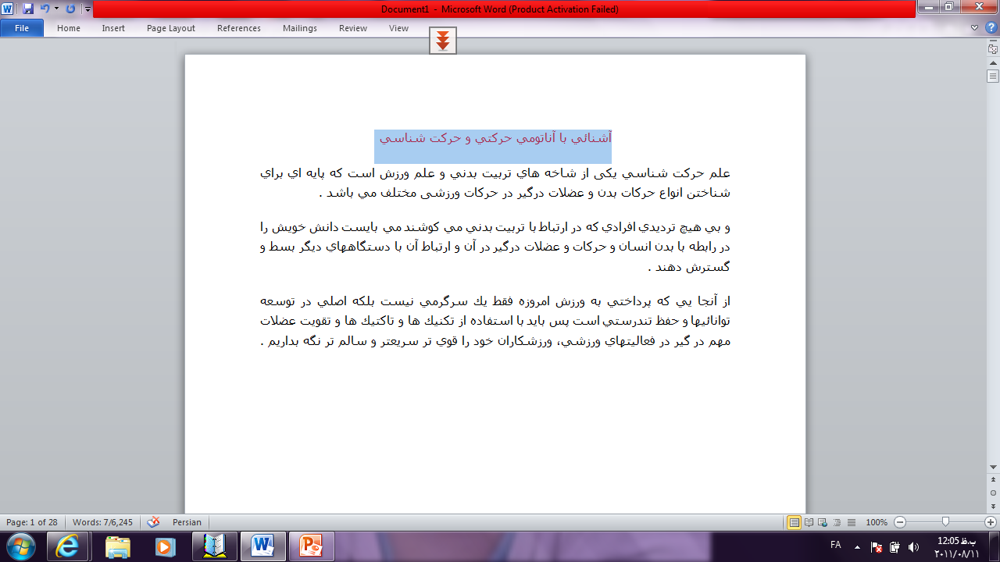 Document1 - Microsoft Word (Product Activation Failed)
File Home Insert Page Layout References Mailings Review View
آشنائي با آناتومي حركتي و حركت شناسي
علم حركت شناسي یکی از شاخه هاي تربيت بدني و علم ورزش است كه پايه اي براي
شناختن انواع حركات بدن و عضلات درگير در حركات ورزشی مختلف مي باشد .
و بي هيچ ترديدي افرادي كه در ارتباط با تربيت بدني مي كوشند مي بايست دانش خويش را
در رابطه با بدن انسان و حركات و عضلات درگير در آن و ارتباط آن با دستگاههاي ديگر بسط و
گسترش دهند .
از آنجا يي كه پرداختي به ورزش امروزه فقط يك سرگرمي نيست بلكه اصلي در توسعه
توانائيها و حفظ تندرستي است پس بايد با استفاده از تكنيك ها و تاكتيك ها و تقويت عضلات
مهم در گير در فعاليتهاي ورزشي، ورزشكاران خود را قوي تر سريعتر و سالم تر نگه بداريم .
Page: 1 of 28 Words: 7/6,245 Persian 100%
FA 12:05 ب.ظ
۲۰۱۱/۰۸/۱۱